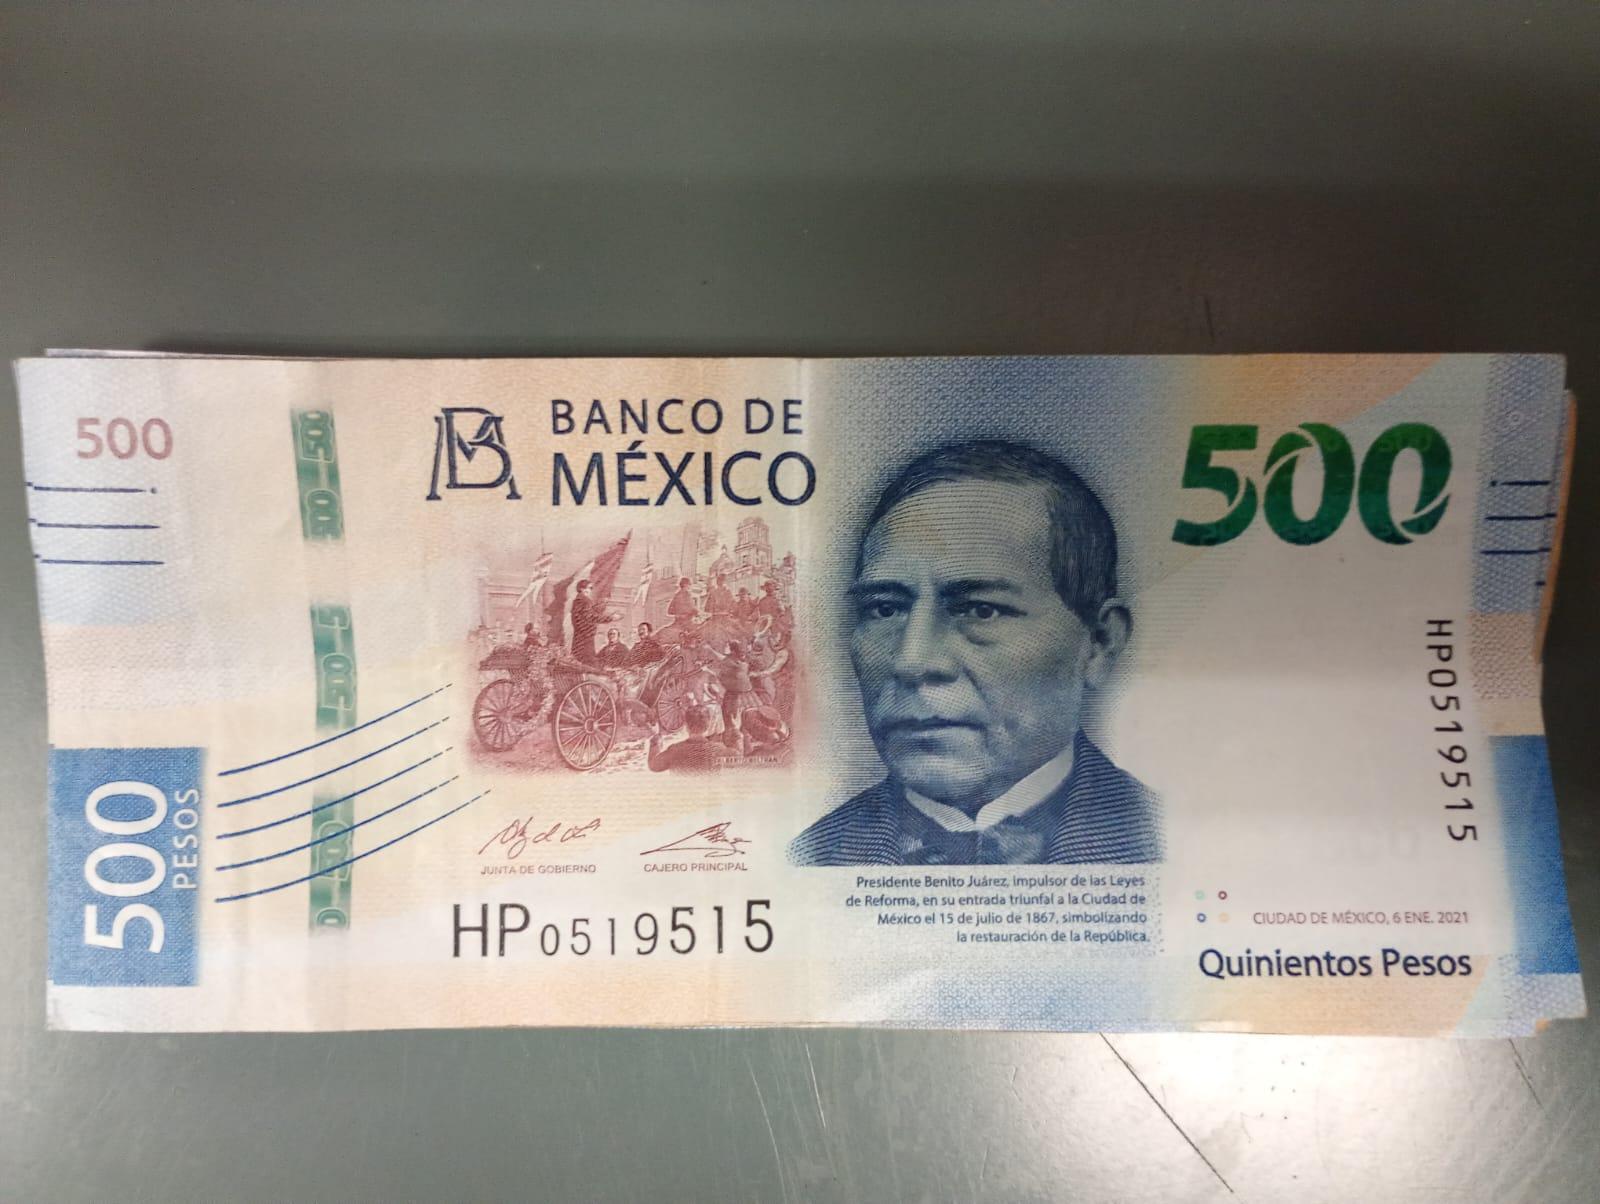 500
BM
BANCO DE
MÉXICO
500
500
PESOS
JUNTA DE GOBIERNO
CAJERO PRINCIPAL
HP0519515
Presidente Benito Juárez, impulsor de las Leyes
de Reforma, en su entrada triunfal a la Ciudad de
México el 15 de julio de 1867, simbolizando
la restauración de la República.
HP0519515
CIUDAD DE MÉXICO, 6 ENE. 2021
Quinientos Pesos